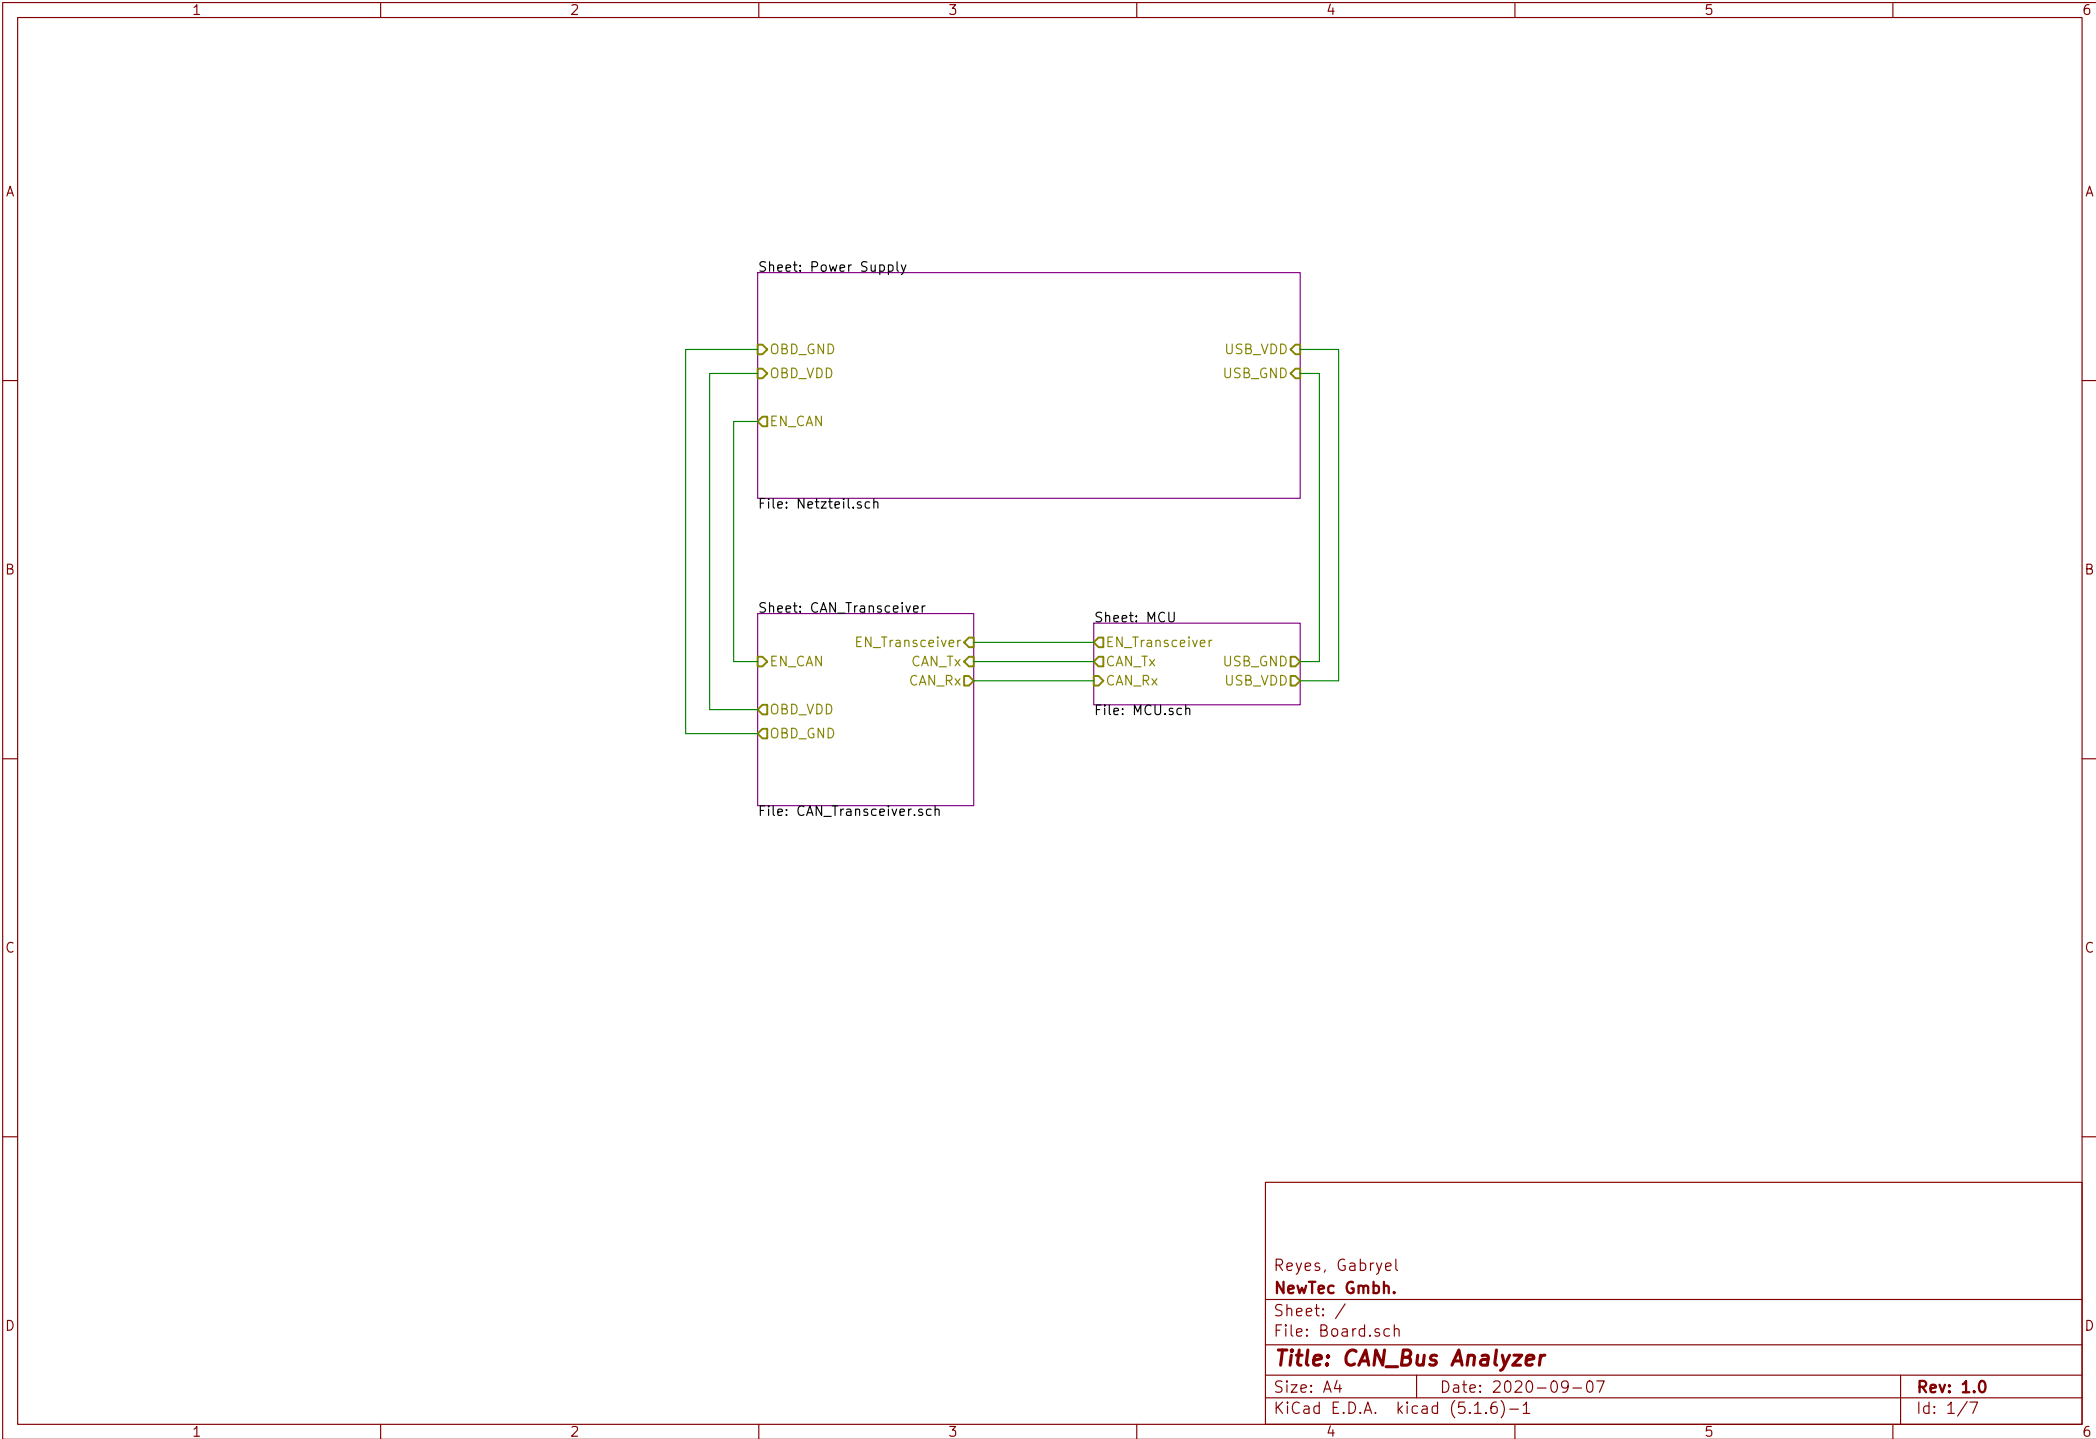 1 2 3 4 5 6
A A
Sheet: Power Supply
OBD_GND USB_VDD
OBD_VDD USB_GND
EN_CAN
File: Netzteil.sch
B B
Sheet: CAN_Transceiver
Sheet: MCU
EN_Transceiver EN_Transceiver
EN_CAN CAN_Tx CAN_Tx USB_GND
CAN_Rx CAN_Rx USB_VDD
OBD_VDD
File: MCU.sch
OBD_GND
File: CAN_Transceiver.sch
C C
Reyes, Gabryel
NewTec Gmbh.
Sheet: /
D D
File: Board.sch
Title: CAN_Bus Analyzer
Size: A4 Date: 2020-09-07 Rev: 1.0
KiCad E.D.A. kicad (5.1.6)-1 Id: 1/7
1 2 3 4 5 6